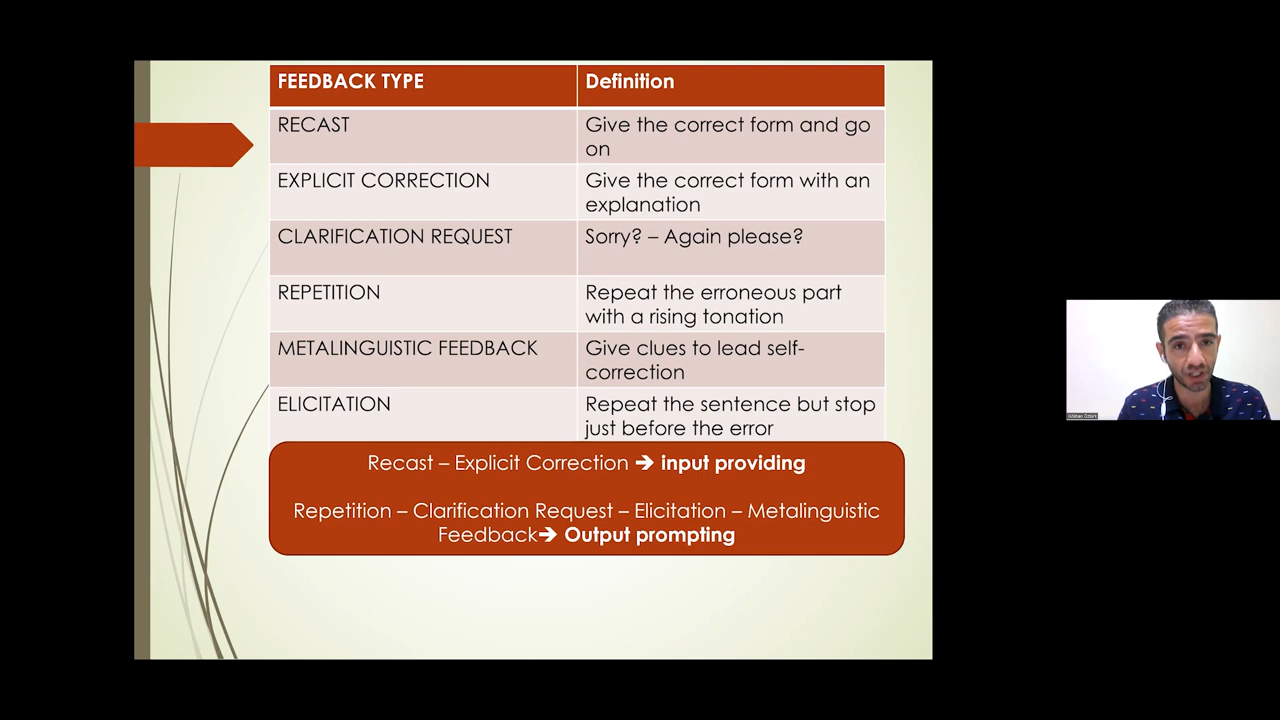 FEEDBACK TYPE
Definition
RECAST
Give the correct form and go
on
EXPLICIT CORRECTION
Give the correct form with an
explanation
CLARIFICATION REQUEST
Sorry? – Again please?
REPETITION
Repeat the erroneous part
with a rising tonation
METALINGUISTIC FEEDBACK
Give clues to lead self-
correction
ELICITATION
Repeat the sentence but stop
just before the error
Recast – Explicit Correction ➔ input providing
Repetition – Clarification Request – Elicitation – Metalinguistic
Feedback➔ Output prompting
Gökhan Öztürk